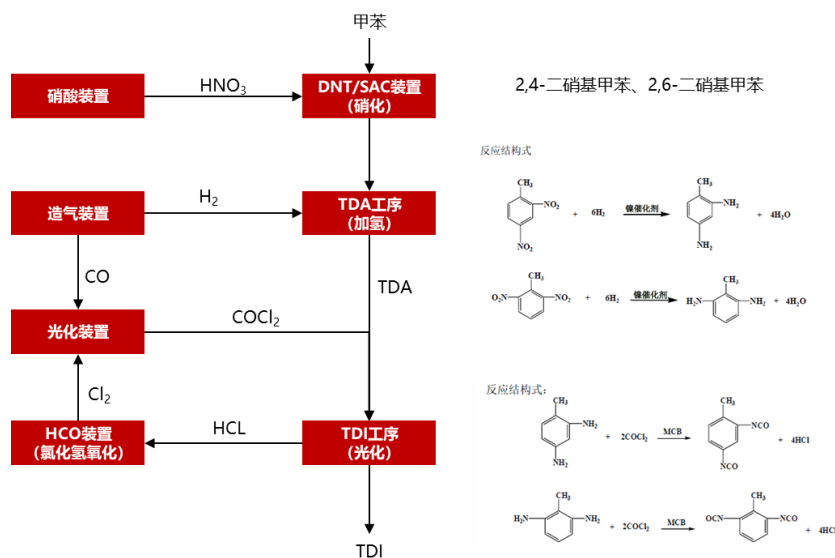 甲苯
硝酸装置
HNO₃
DNT/SAC装置
（硝化）
2,4-二硝基甲苯、2,6-二硝基甲苯
造气装置
H₂
TDA工序
（加氢）
CO
TDA
光化装置
COCl₂
Cl₂
HCO装置
（氯化氢氧化）
HCL
TDI工序
（光化）
TDI
反应结构式
CH₃
NO₂
NO₂
+ 6H₂
镍催化剂
CH₃
NH₂
NH₂
+ 4H₂O
CH₃
O₂N
NO₂
+ 6H₂
镍催化剂
CH₃
H₂N
NH₂
+ 4H₂O
反应结构式：
CH₃
NH₂
NH₂
+ 2COCl₂
MCB
CH₃
NCO
NCO
+ 4HCl
CH₃
H₂N
NH₂
+ 2COCl₂
MCB
CH₃
OCN
NCO
+ 4HCl